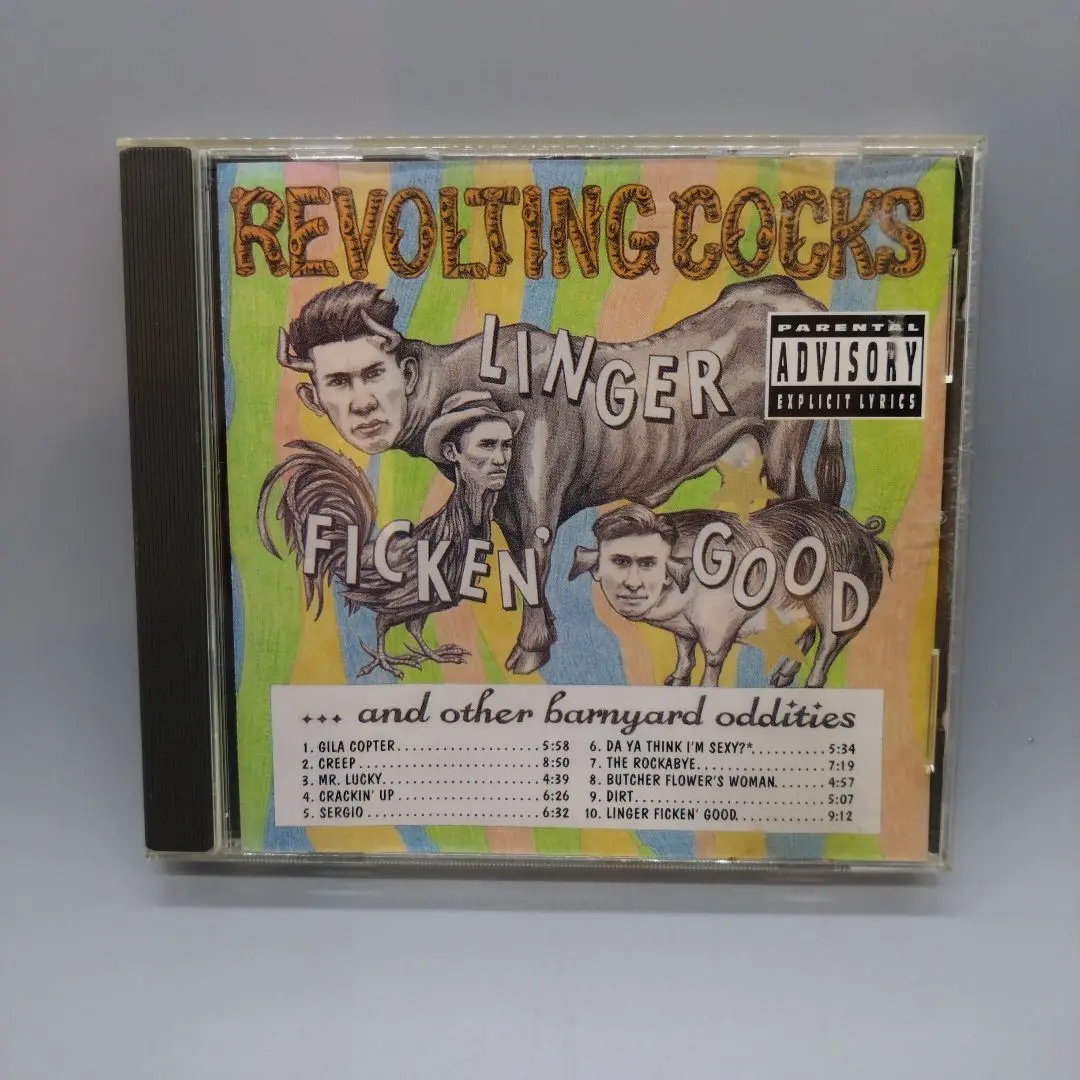 REVOLTING COCKS
PARENTAL
ADVISORY
EXPLICIT LYRICS
LINGER
FICKEN'
GOOD
... and other barnyard oddities
1. GILA COPTER....................5:58
2. CREEP..........................8:50
3. MR. LUCKY......................4:39
4. CRACKIN' UP....................6:26
5. SERGIO.........................6:32
6. DA YA THINK I'M SEXY?*..........5:34
7. THE ROCKABYE...................7:19
8. BUTCHER FLOWER'S WOMAN.......4:57
9. DIRT...........................5:07
10. LINGER FICKEN' GOOD...........9:12